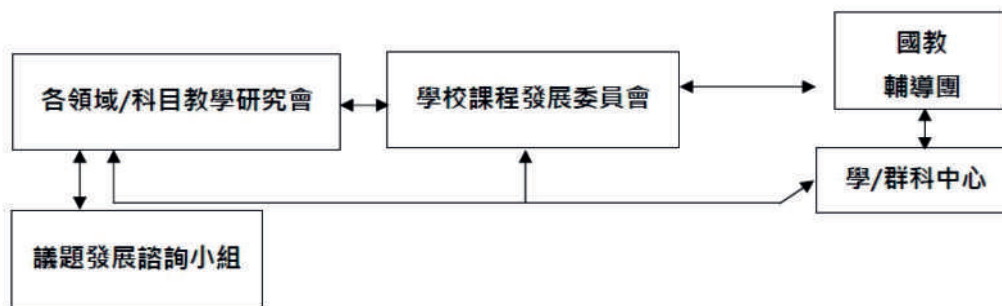 各領域/科目教學研究會
學校課程發展委員會
國教
輔導團
學/群科中心
議題發展諮詢小組